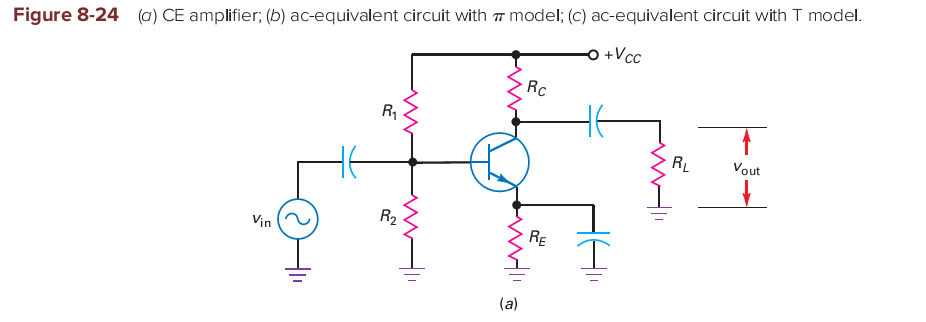 Figure 8-24 (a) CE amplifier; (b) ac-equivalent circuit with π model; (c) ac-equivalent circuit with T model.
+VCC
RC
R1
RL
vout
vin
R2
RE
(a)